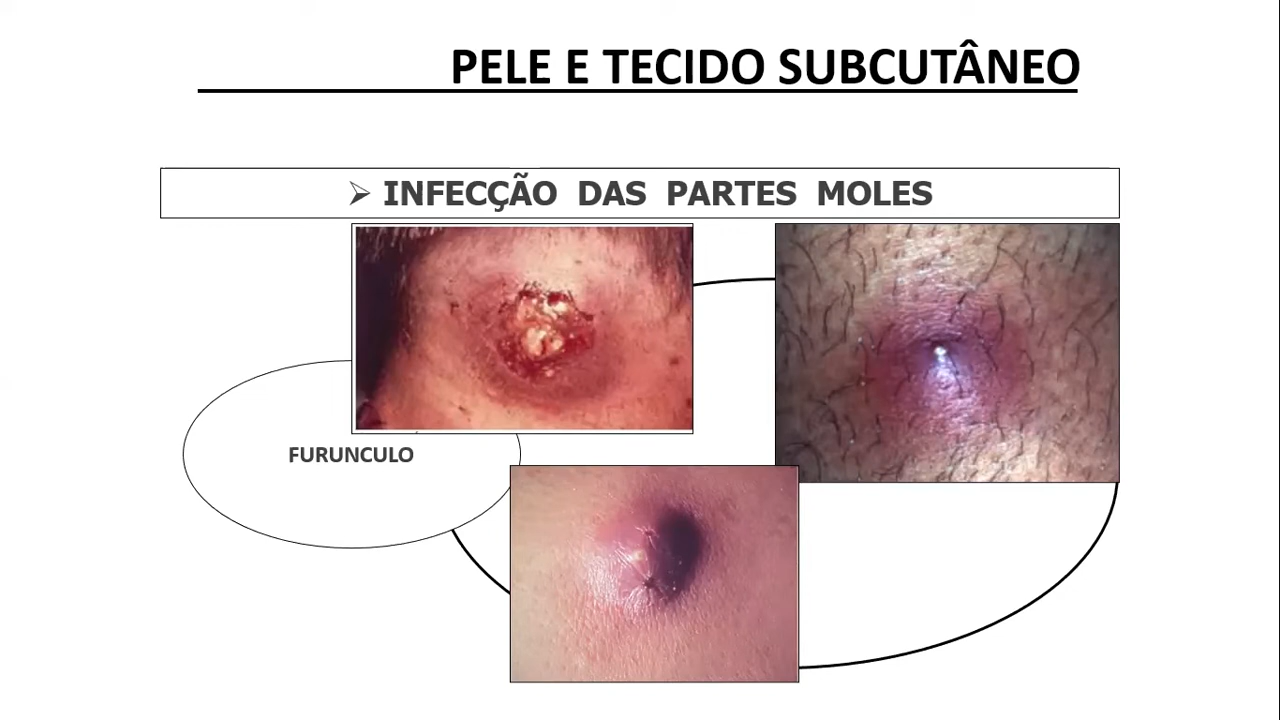 PELE E TECIDO SUBCUTÂNEO
➢ INFECÇÃO DAS PARTES MOLES
FURUNCULO